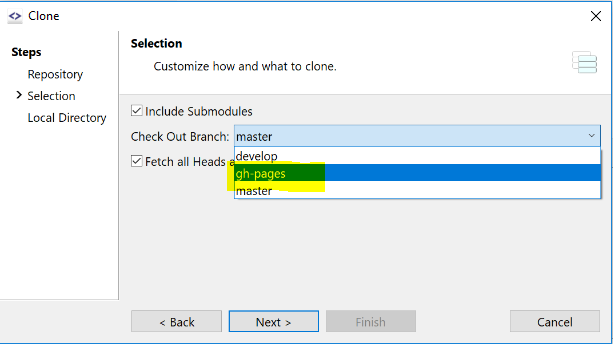 Clone
Steps
Repository
Selection
Local Directory
Selection
Customize how and what to clone.
Include Submodules
Check Out Branch: master
develop
gh-pages
master
Fetch all Heads a
< Back
Next >
Finish
Cancel